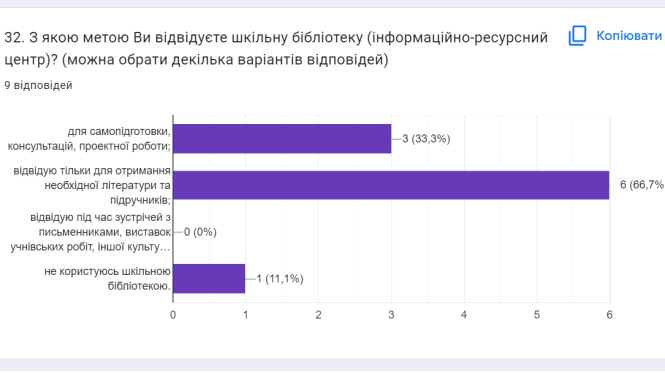 32. З якою метою Ви відвідуєте шкільну бібліотеку (інформаційно-ресурсний
центр)? (можна обрати декілька варіантів відповідей)
Копіювати
9 відповідей
для самопідготовки,
консультацій, проектної роботи;
3 (33,3%)
відвідую тільки для отримання
необхідної літератури та
підручників;
6 (66,7%
відвідую під час зустрічей з
письменниками, виставок
учнівських робіт, іншої культу…
0 (0%)
не користуюсь шкільною
бібліотекою.
1 (11,1%)
0 1 2 3 4 5 6